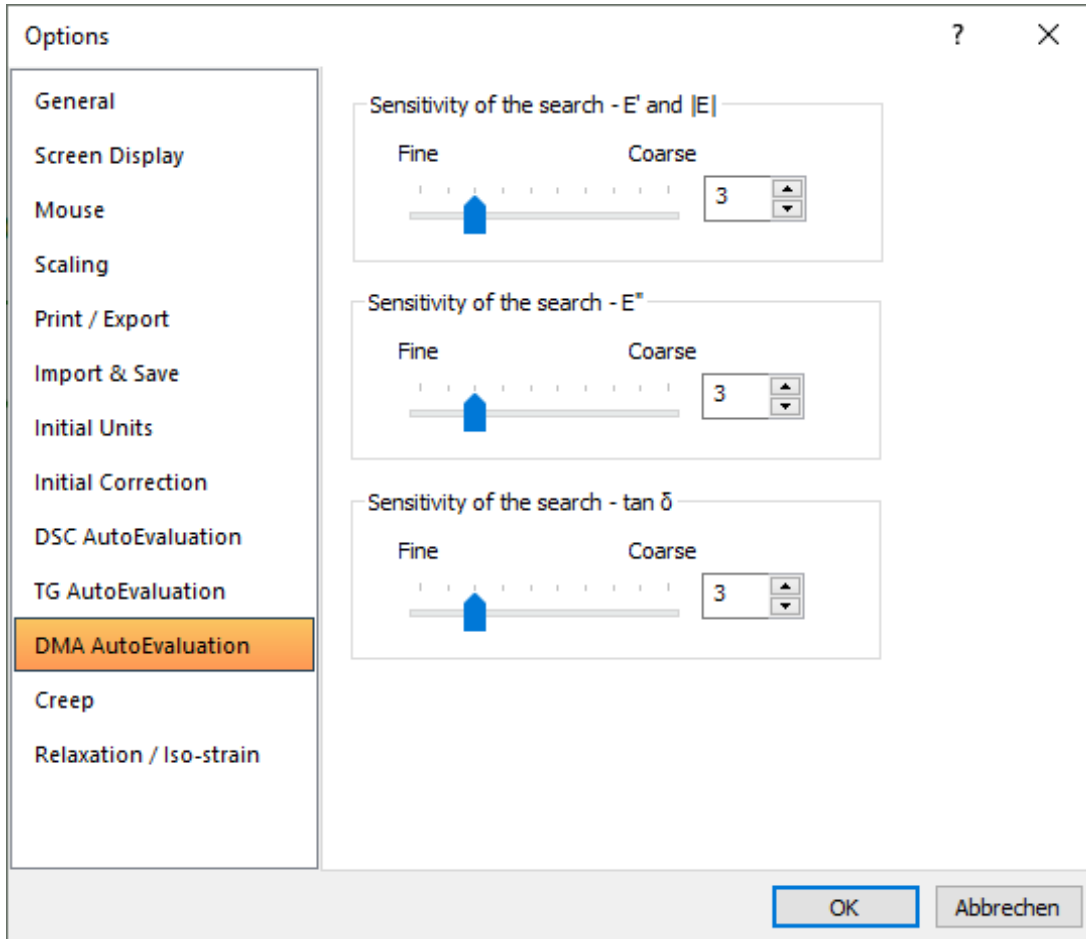 Options
?
General
Screen Display
Mouse
Scaling
Print / Export
Import & Save
Initial Units
Initial Correction
DSC AutoEvaluation
TG AutoEvaluation
DMA AutoEvaluation
Creep
Relaxation / Iso-strain
Sensitivity of the search - E' and |E|
Fine Coarse
3
Sensitivity of the search - E"
Fine Coarse
3
Sensitivity of the search - tan δ
Fine Coarse
3
OK Abbrechen